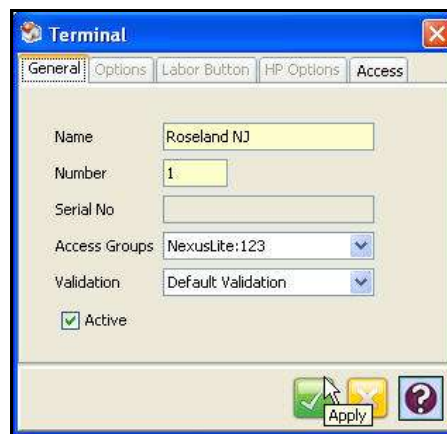 Terminal
General Options Labor Button HP Options Access
Name Roseland NJ
Number 1
Serial No
Access Groups NexusLite:123
Validation Default Validation
Active
?
Apply